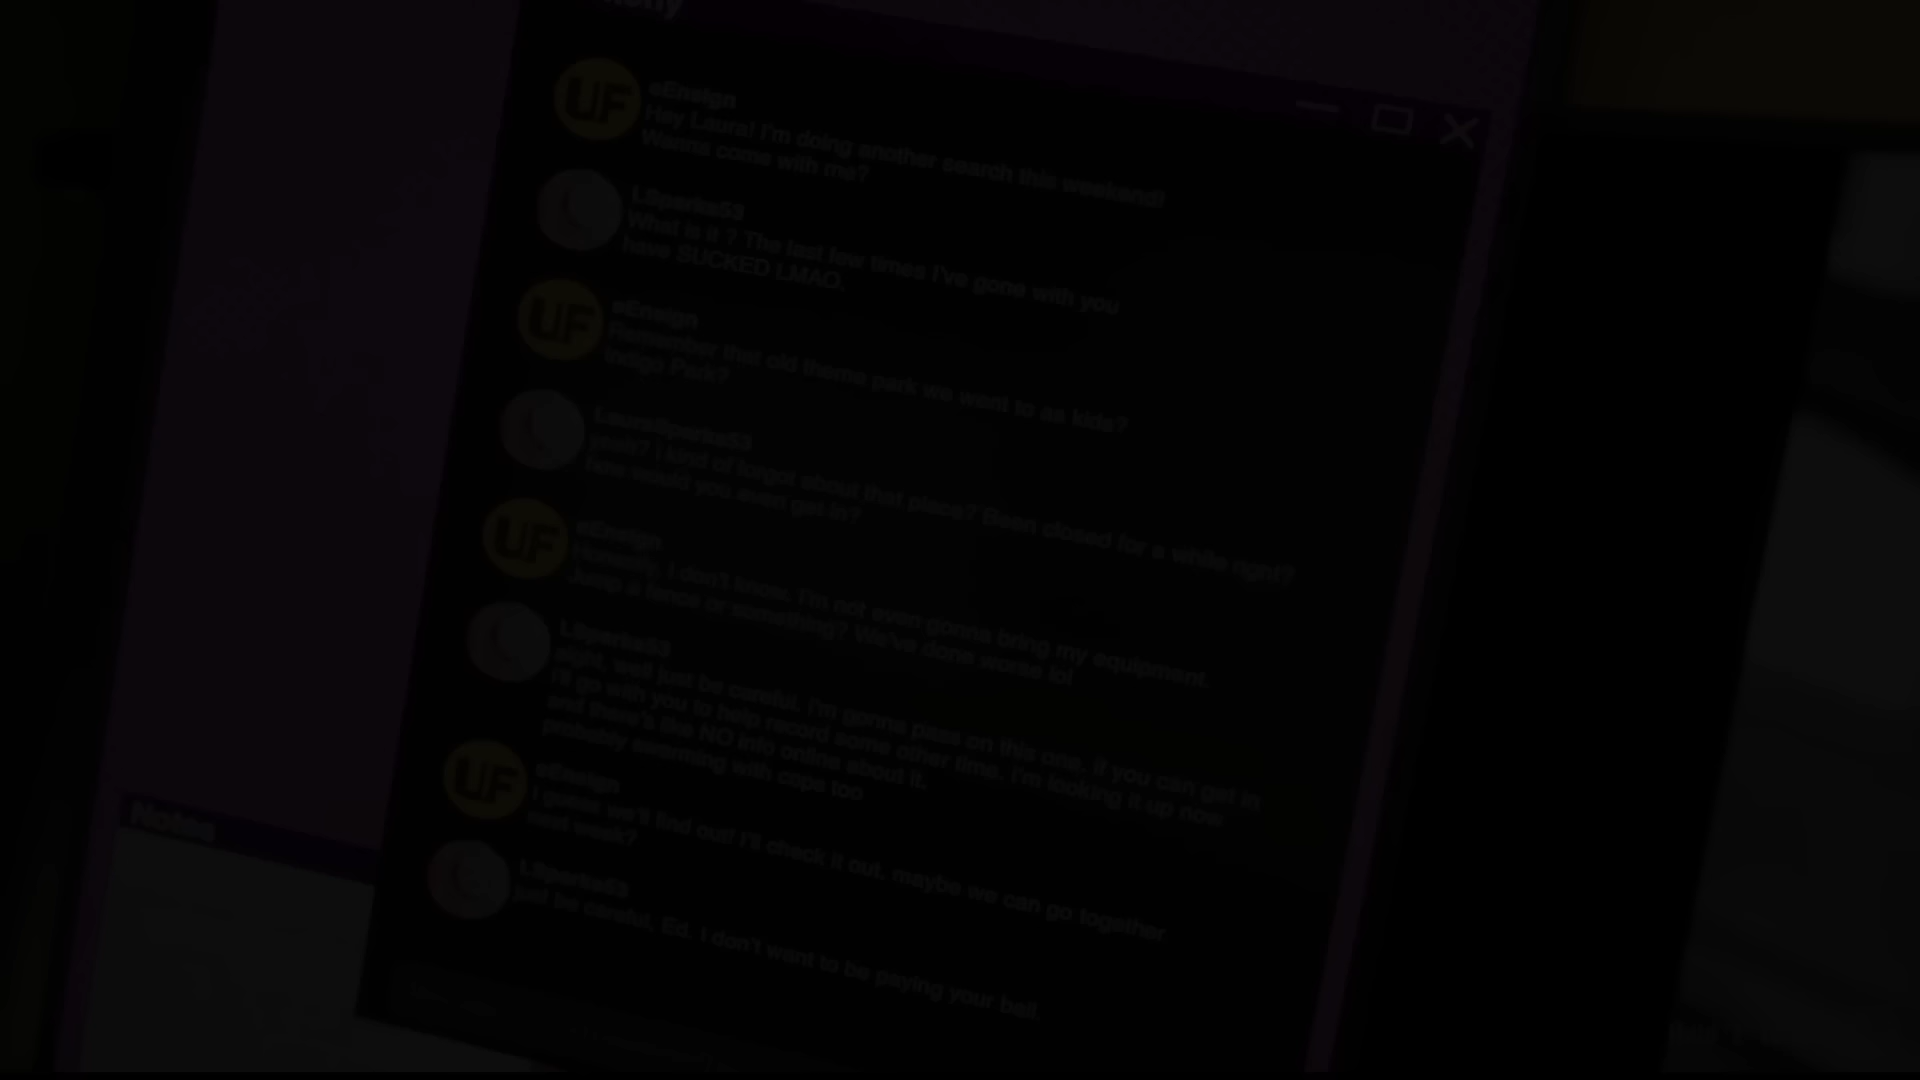 UF
eEnsign
Hey Laura! I'm doing another search this weekend!
Wanna come with me?
LSparks53
What is it ? The last few times I've gone with you
have SUCKED LMAO.
UF
eEnsign
Remember that old theme park we went to as kids?
Indigo Park?
LauraSparks53
yeah? I kind of forgot about that place? Been closed for a while right?
how would you even get in?
UF
eEnsign
Honestly, I don't know. I'm not even gonna bring my equipment.
Jump a fence or something? We've done worse lol
LSparks53
alright, well just be careful. I'm gonna pass on this one, if you can get in
i'll go with you to help record some other time. I'm looking it up now
and there's like NO info online about it.
probably swarming with cops too
UF
eEnsign
I guess we'll find out! I'll check it out, maybe we can go together
next week?
LSparks53
just be careful, Ed. I don't want to be paying your bail.
Notes